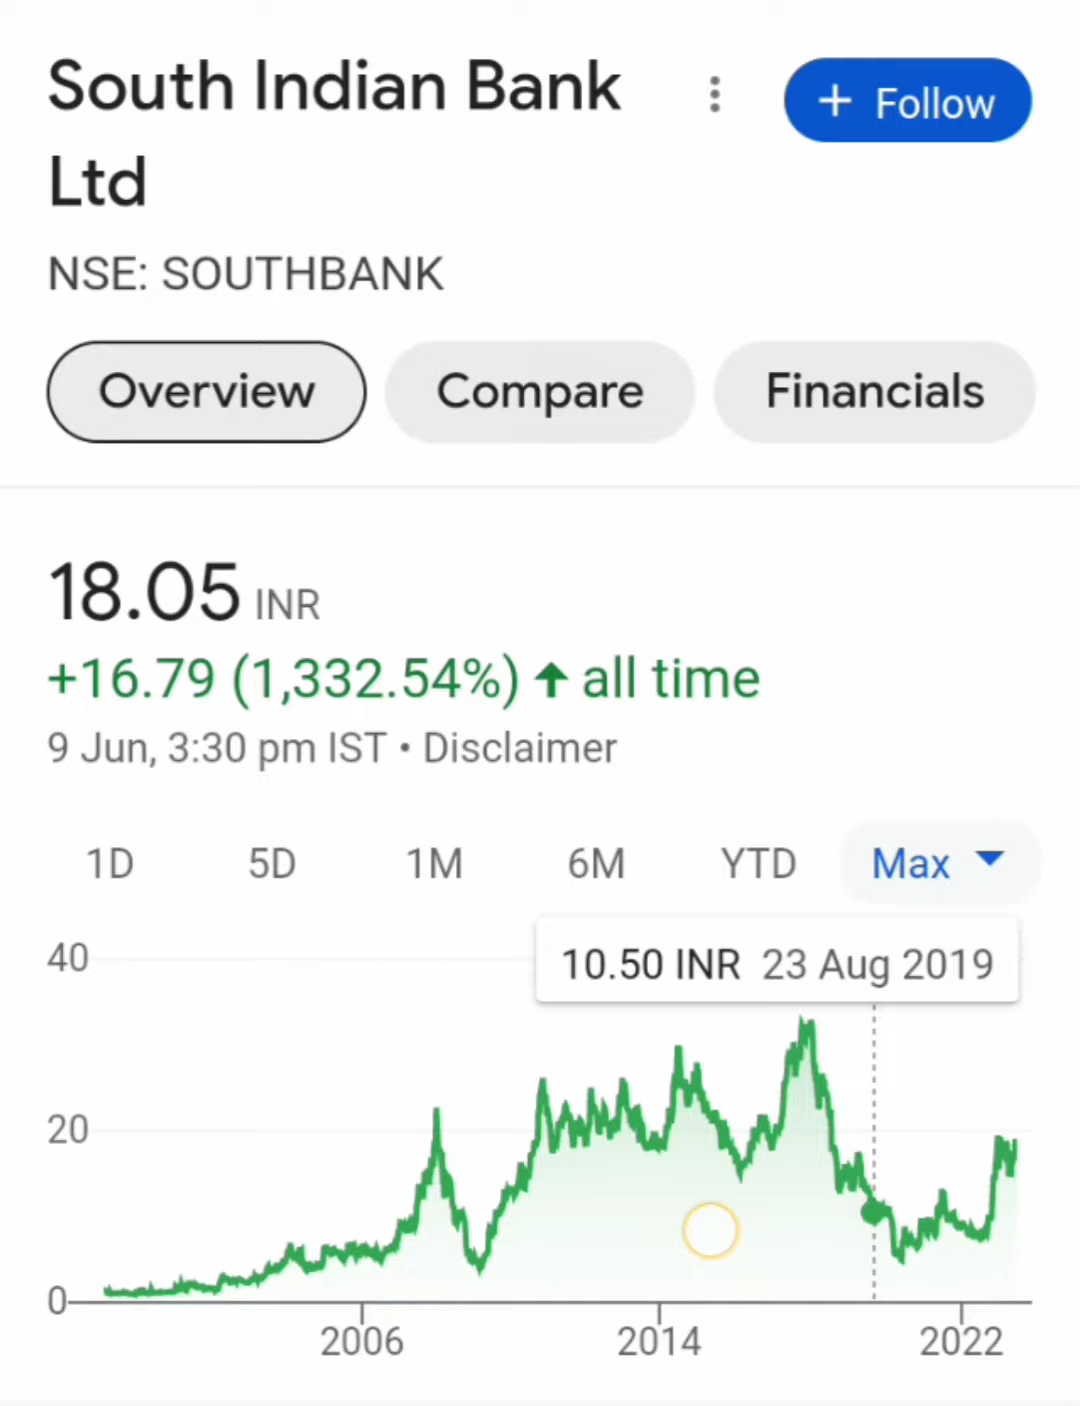 South Indian Bank
Ltd
+ Follow
NSE: SOUTHBANK
Overview
Compare
Financials
18.05 INR
+16.79 (1,332.54%) ↑ all time
9 Jun, 3:30 pm IST • Disclaimer
1D 5D 1M 6M YTD Max
10.50 INR 23 Aug 2019
40
20
0
2006 2014 2022